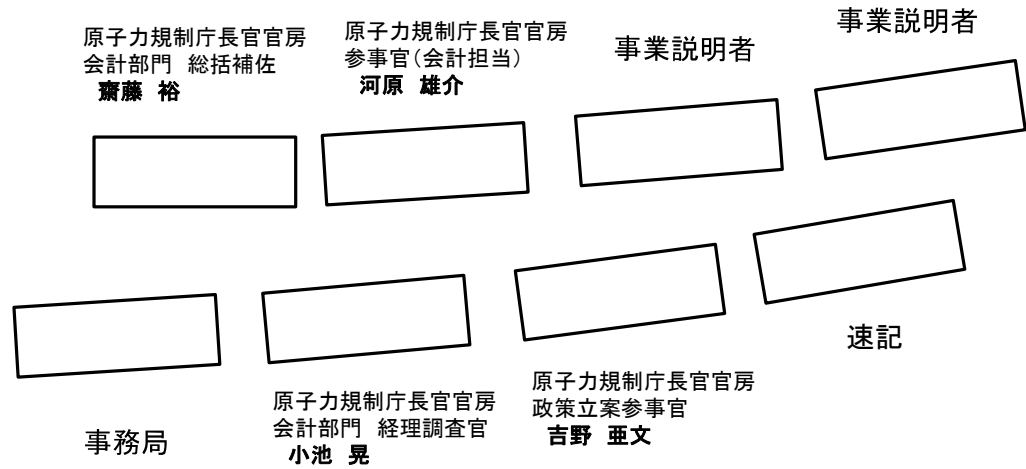 原子力規制庁長官官房
会計部門 総括補佐
齋藤 裕
原子力規制庁長官官房
参事官(会計担当)
河原 雄介
事業説明者
事業説明者
事務局
原子力規制庁長官官房
会計部門 経理調査官
小池 晃
原子力規制庁長官官房
政策立案参事官
吉野 亜文
速記